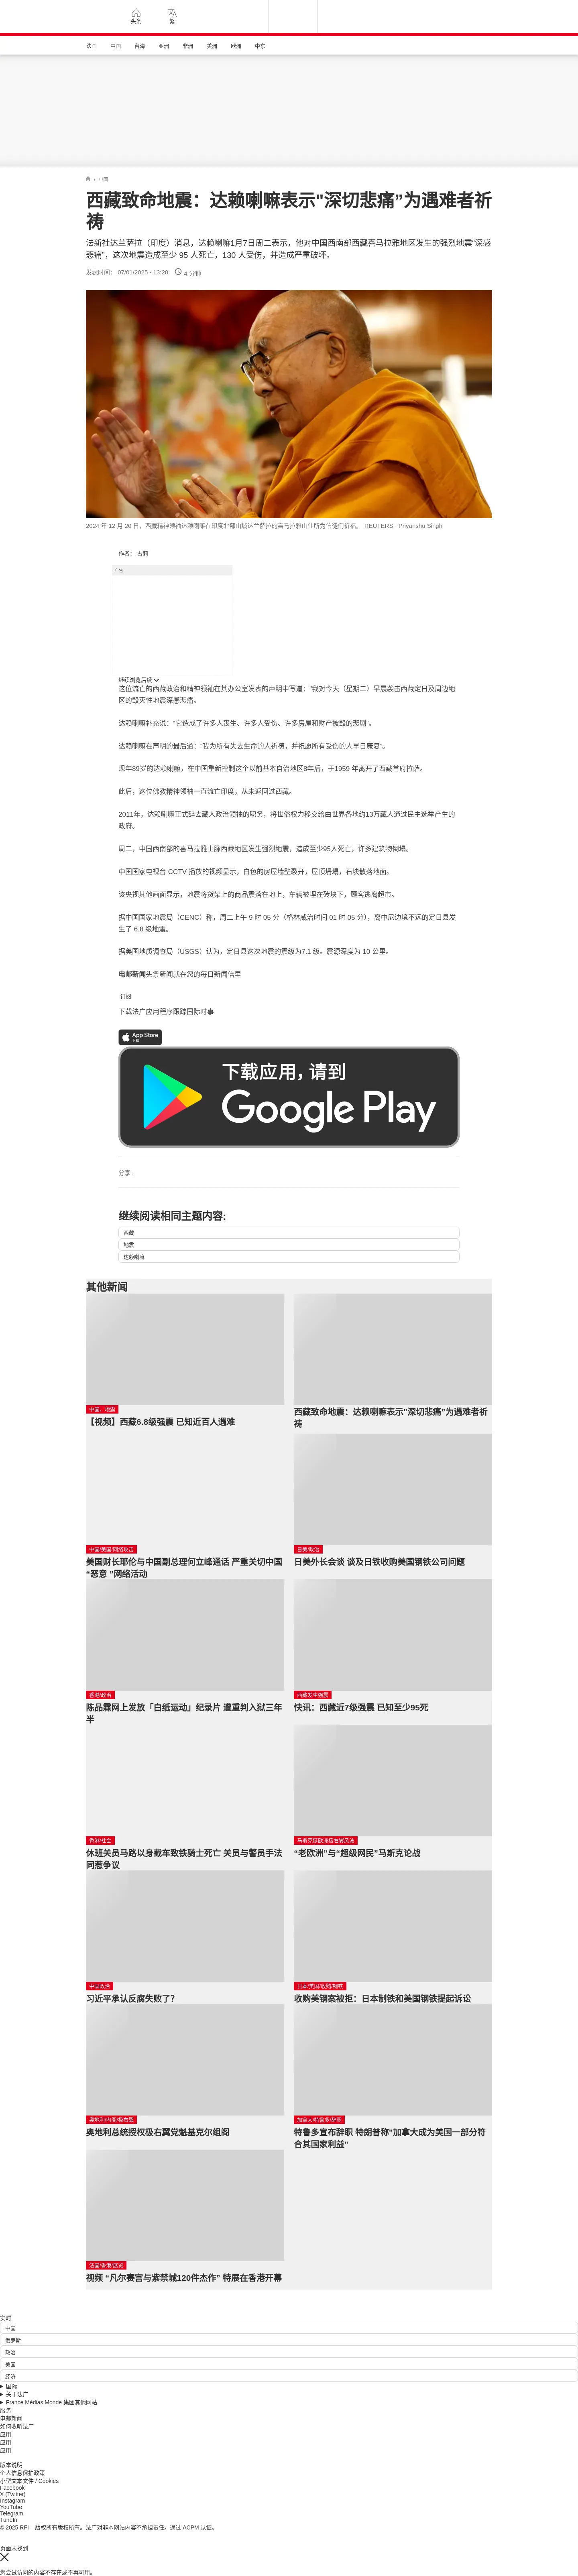 头条
繁
法国
中国
台海
亚洲
非洲
美洲
欧洲
中东
/ 中国
西藏致命地震：达赖喇嘛表示"深切悲痛”为遇难者祈
祷
法新社达兰萨拉（印度）消息，达赖喇嘛1月7日周二表示，他对中国西南部西藏喜马拉雅地区发生的强烈地震“深感
悲痛”，这次地震造成至少 95 人死亡，130 人受伤，并造成严重破坏。
发表时间： 07/01/2025 - 13:26
4 分钟
2024 年 12 月 20 日，西藏精神领袖达赖喇嘛在印度北部山城达兰萨拉的喜马拉雅山住所为信徒们祈福。 REUTERS - Priyanshu Singh
作者： 古莉
广告
继续浏览后续
这位流亡的西藏政治和精神领袖在其办公室发表的声明中写道：“我对今天（星期二）早晨袭击西藏定日及周边地
区的毁灭性地震深感悲痛。
达赖喇嘛补充说：“它造成了许多人丧生、许多人受伤、许多房屋和财产被毁的悲剧”。
达赖喇嘛在声明的最后道：“我为所有失去生命的人祈祷，并祝愿所有受伤的人早日康复”。
现年89岁的达赖喇嘛，在中国重新控制这个以前基本自治地区8年后，于1959 年离开了西藏首府拉萨。
此后，这位佛教精神领袖一直流亡印度，从未返回过西藏。
2011年，达赖喇嘛正式辞去藏人政治领袖的职务，将世俗权力移交给由世界各地约13万藏人通过民主选举产生的
政府。
周二，中国西南部的喜马拉雅山脉西藏地区发生强烈地震，造成至少95人死亡，许多建筑物倒塌。
中国国家电视台 CCTV 播放的视频显示，白色的房屋墙壁裂开，屋顶坍塌，石块散落地面。
该央视其他画面显示，地震将货架上的商品震落在地上，车辆被埋在砖块下，顾客逃离超市。
据中国国家地震局（CENC）称，周二上午 9 时 05 分（格林威治时间 01 时 05 分），离中尼边境不远的定日县发
生了 6.8 级地震。
据美国地质调查局（USGS）认为，定日县这次地震的震级为7.1 级。震源深度为 10 公里。
电邮新闻头条新闻就在您的每日新闻信里
订阅
下载法广应用程序跟踪国际时事
App Store
下载
下载应用，请到
Google Play
分享 :
继续阅读相同主题内容:
西藏
地震
达赖喇嘛
其他新闻
中国，地震
【视频】西藏6.8级强震 已知近百人遇难
西藏致命地震：达赖喇嘛表示"深切悲痛”为遇难者祈
祷
中国/美国/网络攻击
美国财长耶伦与中国副总理何立峰通话 严重关切中国
“恶意 ”网络活动
日美/政治
日美外长会谈 谈及日铁收购美国钢铁公司问题
香港/政治
陈品霖网上发放「白纸运动」纪录片 遭重判入狱三年
半
西藏发生强震
快讯：西藏近7级强震 已知至少95死
香港/社会
休班关员马路以身截车致铁骑士死亡 关员与警员手法
同惹争议
马斯克挺欧洲极右翼风波
“老欧洲”与“超级网民”马斯克论战
中国政治
习近平承认反腐失败了？
日本/美国/收购/钢铁
收购美钢案被拒：日本制铁和美国钢铁提起诉讼
奥地利/内阁/极右翼
奥地利总统授权极右翼党魁基克尔组阁
加拿大/特鲁多/辞职
特鲁多宣布辞职 特朗普称"加拿大成为美国一部分符
合其国家利益"
法国/香港/展览
视频 “凡尔赛宫与紫禁城120件杰作” 特展在香港开幕
实时
中国
俄罗斯
政治
美国
经济
国际
关于法广
France Médias Monde 集团其他网站
服务
电邮新闻
如何收听法广
应用
应用
应用
版本说明
个人信息保护政策
小型文本文件 / Cookies
Facebook
X (Twitter)
Instagram
YouTube
Telegram
TuneIn
© 2025 RFI – 版权所有版权所有。法广对非本网站内容不承担责任。通过 ACPM 认证。
页面未找到
您尝试访问的内容不存在或不再可用。